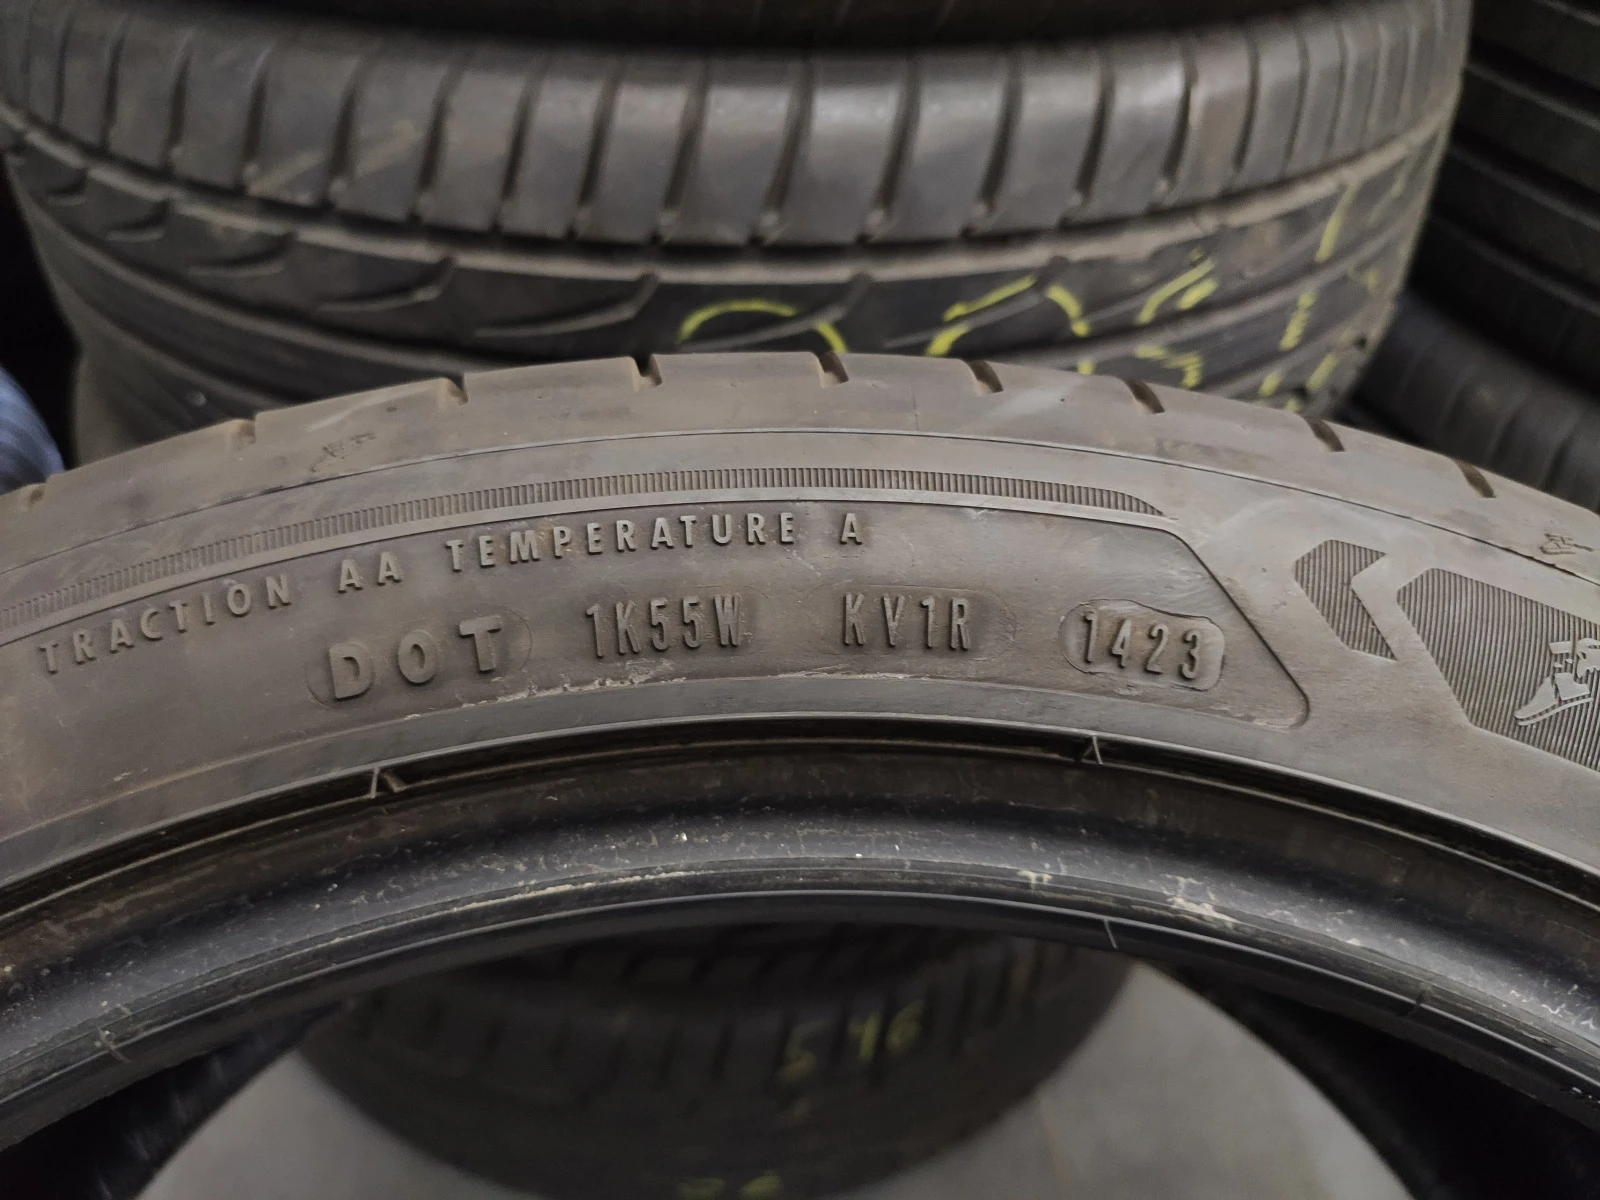 TRACTION AA TEMPERATURE A
DOT 1K55W KV1R 1423